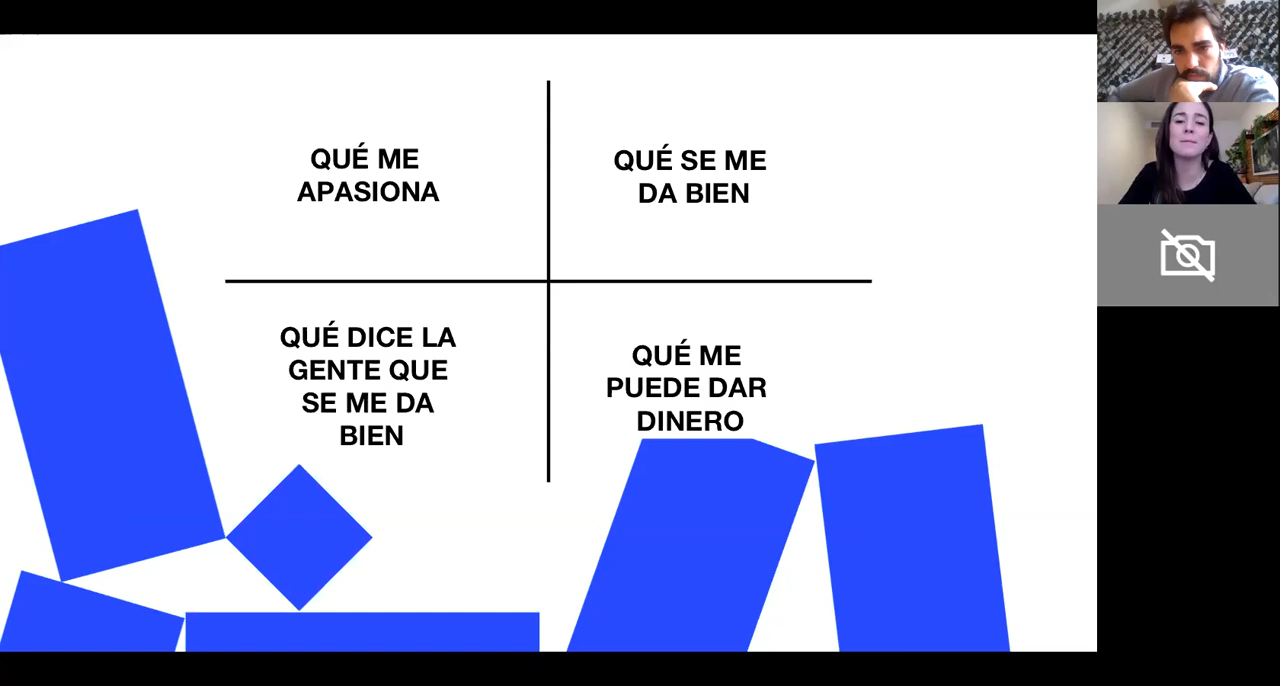 QUÉ ME
APASIONA
QUÉ SE ME
DA BIEN
QUÉ DICE LA
GENTE QUE
SE ME DA
BIEN
QUÉ ME
PUEDE DAR
DINERO